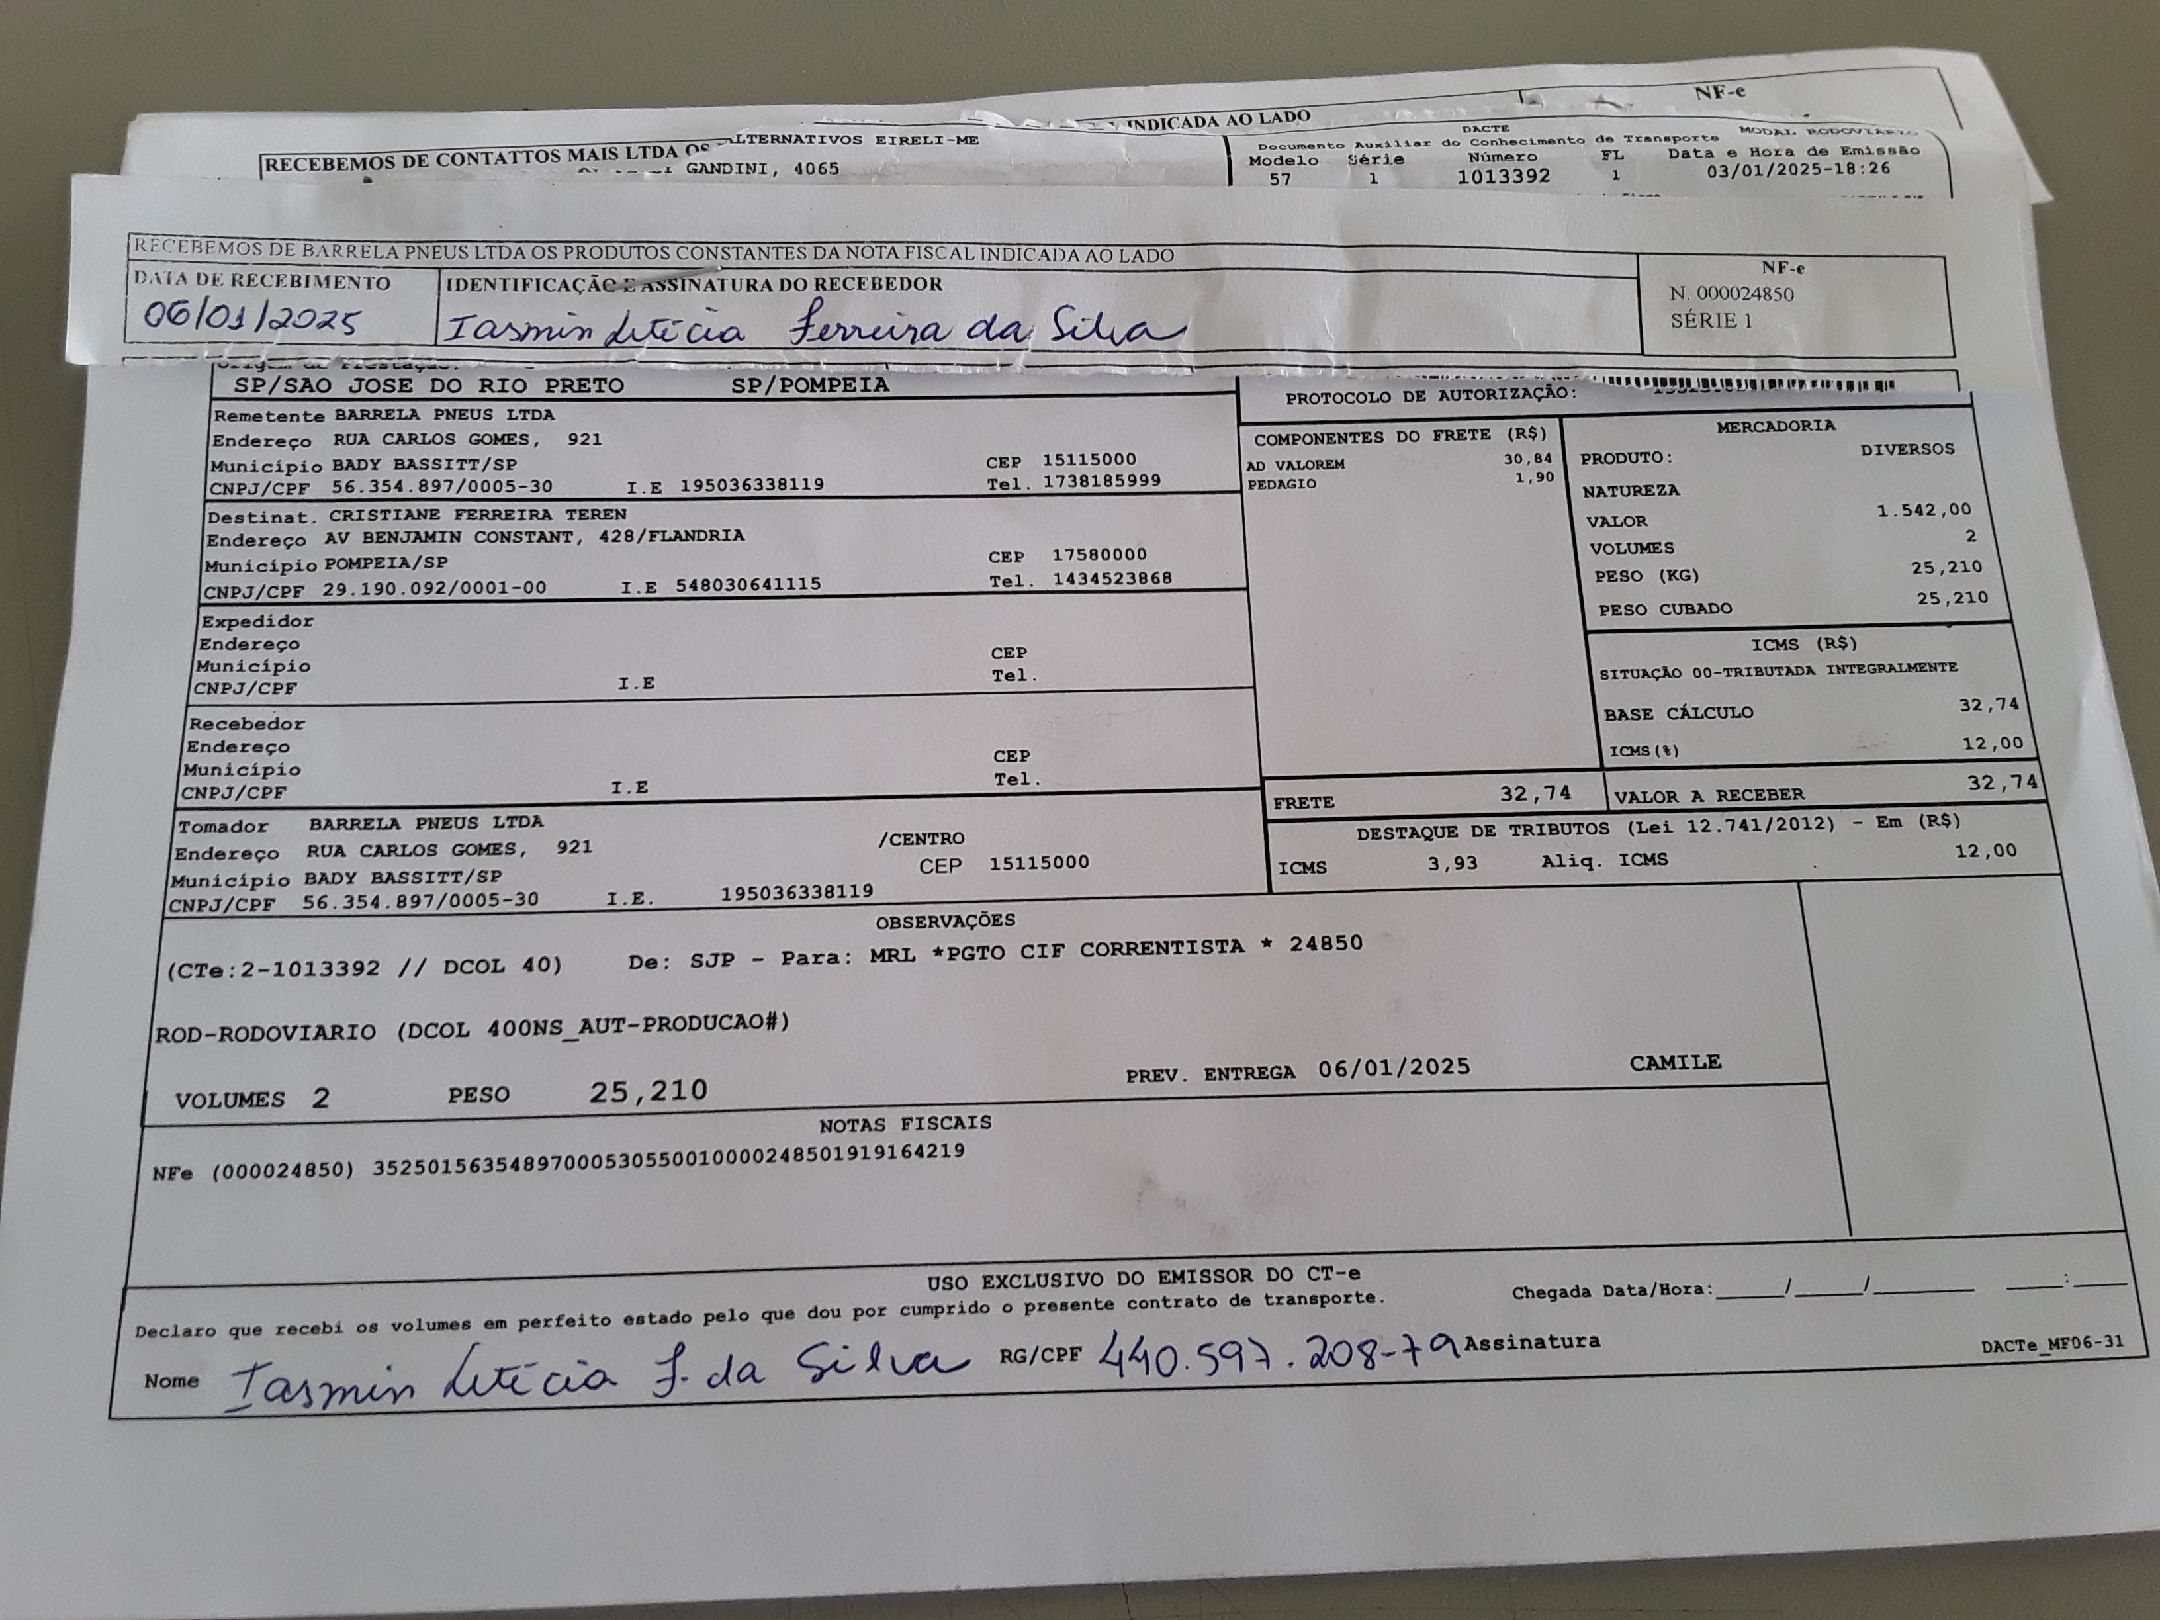 INDICADA AO LADO
NF-e
RECEBEMOS DE CONTATTOS MAIS LTDA OS
LTERNATIVOS EIRELI-ME
GANDINI, 4065
DACTE
MODAL RODOVIÁRIO
Documento Auxiliar do Conhecimento de Transporte
Modelo Série Número FL Data e Hora de Emissão
57 1 1013392 1 03/01/2025-18:26
RECEBEMOS DE BARRELA PNEUS LTDA OS PRODUTOS CONSTANTES DA NOTA FISCAL INDICADA AO LADO
DATA DE RECEBIMENTO
06/01/2025
IDENTIFICAÇÃO E ASSINATURA DO RECEBEDOR
Iasmin Letícia Ferreira da Silva
NF-e
N. 000024850
SÉRIE 1
SP/SAO JOSE DO RIO PRETO SP/POMPEIA
PROTOCOLO DE AUTORIZAÇÃO:
Remetente BARRELA PNEUS LTDA
Endereço RUA CARLOS GOMES, 921
Município BADY BASSITT/SP CEP 15115000
CNPJ/CPF 56.354.897/0005-30 I.E 195036338119 Tel. 1738185999
Destinat. CRISTIANE FERREIRA TEREN
Endereço AV BENJAMIN CONSTANT, 428/FLANDRIA
Município POMPEIA/SP CEP 17580000
CNPJ/CPF 29.190.092/0001-00 I.E 548030641115 Tel. 1434523868
Expedidor
Endereço
Município CEP
CNPJ/CPF I.E Tel.
Recebedor
Endereço
Município CEP
CNPJ/CPF I.E Tel.
Tomador BARRELA PNEUS LTDA
Endereço RUA CARLOS GOMES, 921 /CENTRO
Município BADY BASSITT/SP CEP 15115000
CNPJ/CPF 56.354.897/0005-30 I.E. 195036338119
COMPONENTES DO FRETE (R$)
AD VALOREM 30,84
PEDAGIO 1,90
MERCADORIA
PRODUTO: DIVERSOS
NATUREZA
VALOR 1.542,00
VOLUMES 2
PESO (KG) 25,210
PESO CUBADO 25,210
ICMS (R$)
SITUAÇÃO 00-TRIBUTADA INTEGRALMENTE
BASE CÁLCULO 32,74
ICMS(%) 12,00
FRETE 32,74 VALOR A RECEBER 32,74
DESTAQUE DE TRIBUTOS (Lei 12.741/2012) - Em (R$)
ICMS 3,93 Aliq. ICMS 12,00
OBSERVAÇÕES
(CTe:2-1013392 // DCOL 40) De: SJP - Para: MRL *PGTO CIF CORRENTISTA * 24850
ROD-RODOVIARIO (DCOL 400NS_AUT-PRODUCAO#)
VOLUMES 2 PESO 25,210 PREV. ENTREGA 06/01/2025 CAMILE
NOTAS FISCAIS
NFe (000024850) 35250156354897000530550010000248501919164219
USO EXCLUSIVO DO EMISSOR DO CT-e
Declaro que recebi os volumes em perfeito estado pelo que dou por cumprido o presente contrato de transporte.
Chegada Data/Hora:_____/_____/________ ____:____
Nome Iasmin Letícia F. da Silva RG/CPF 440.597.208-79 Assinatura
DACTe_MF06-31